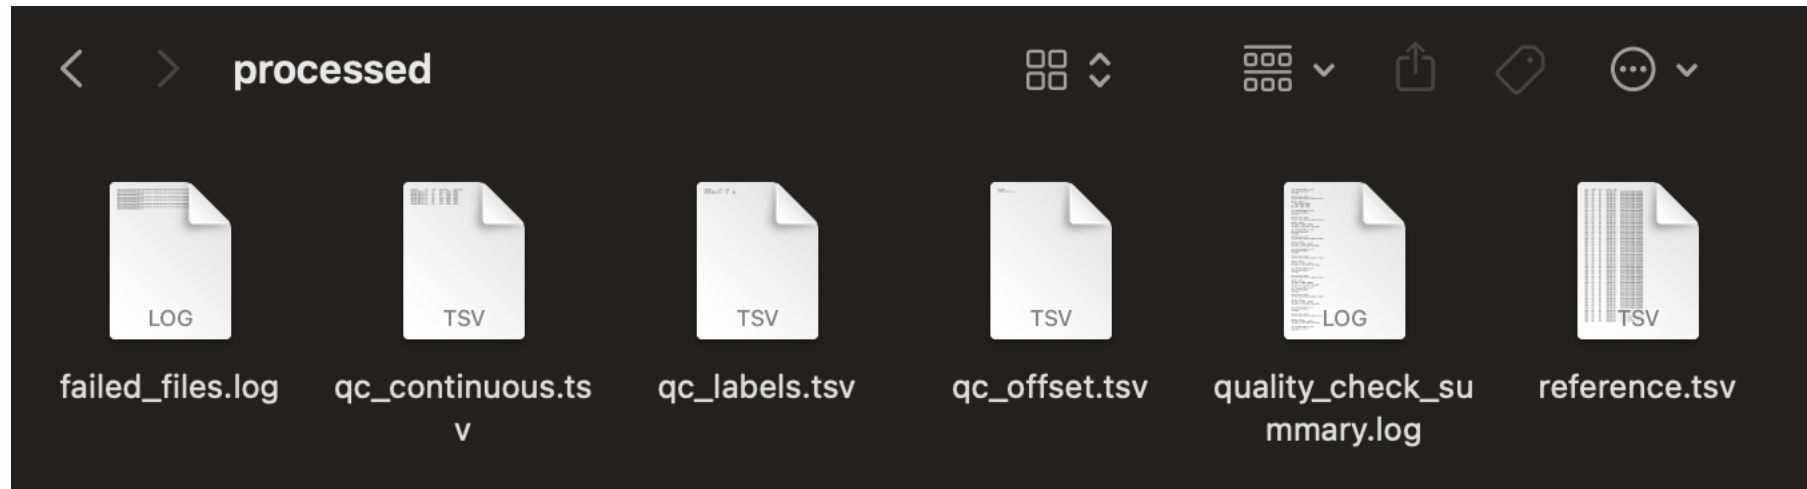 processed
LOG
TSV
TSV
TSV
LOG
TSV
failed_files.log
qc_continuous.ts
v
qc_labels.tsv
qc_offset.tsv
quality_check_su
mmary.log
reference.tsv